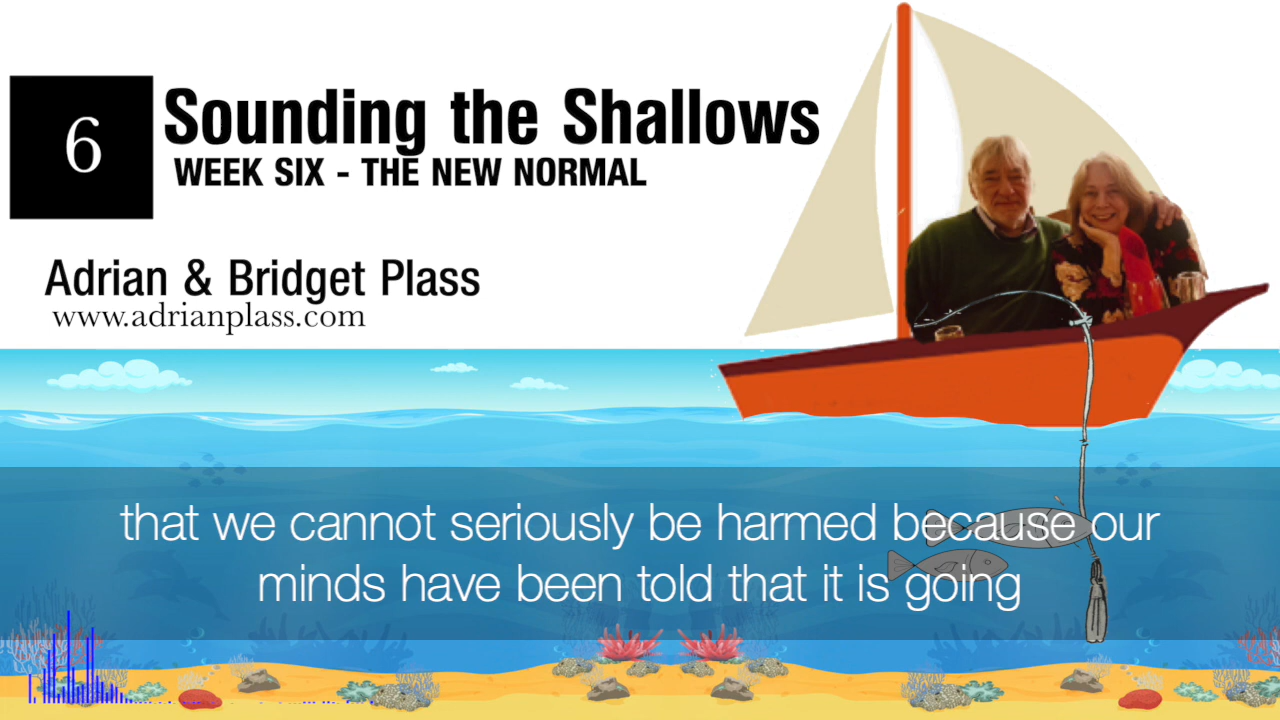 6
Sounding the Shallows
WEEK SIX - THE NEW NORMAL
Adrian & Bridget Plass
www.adrianplass.com
that we cannot seriously be harmed because our
minds have been told that it is going